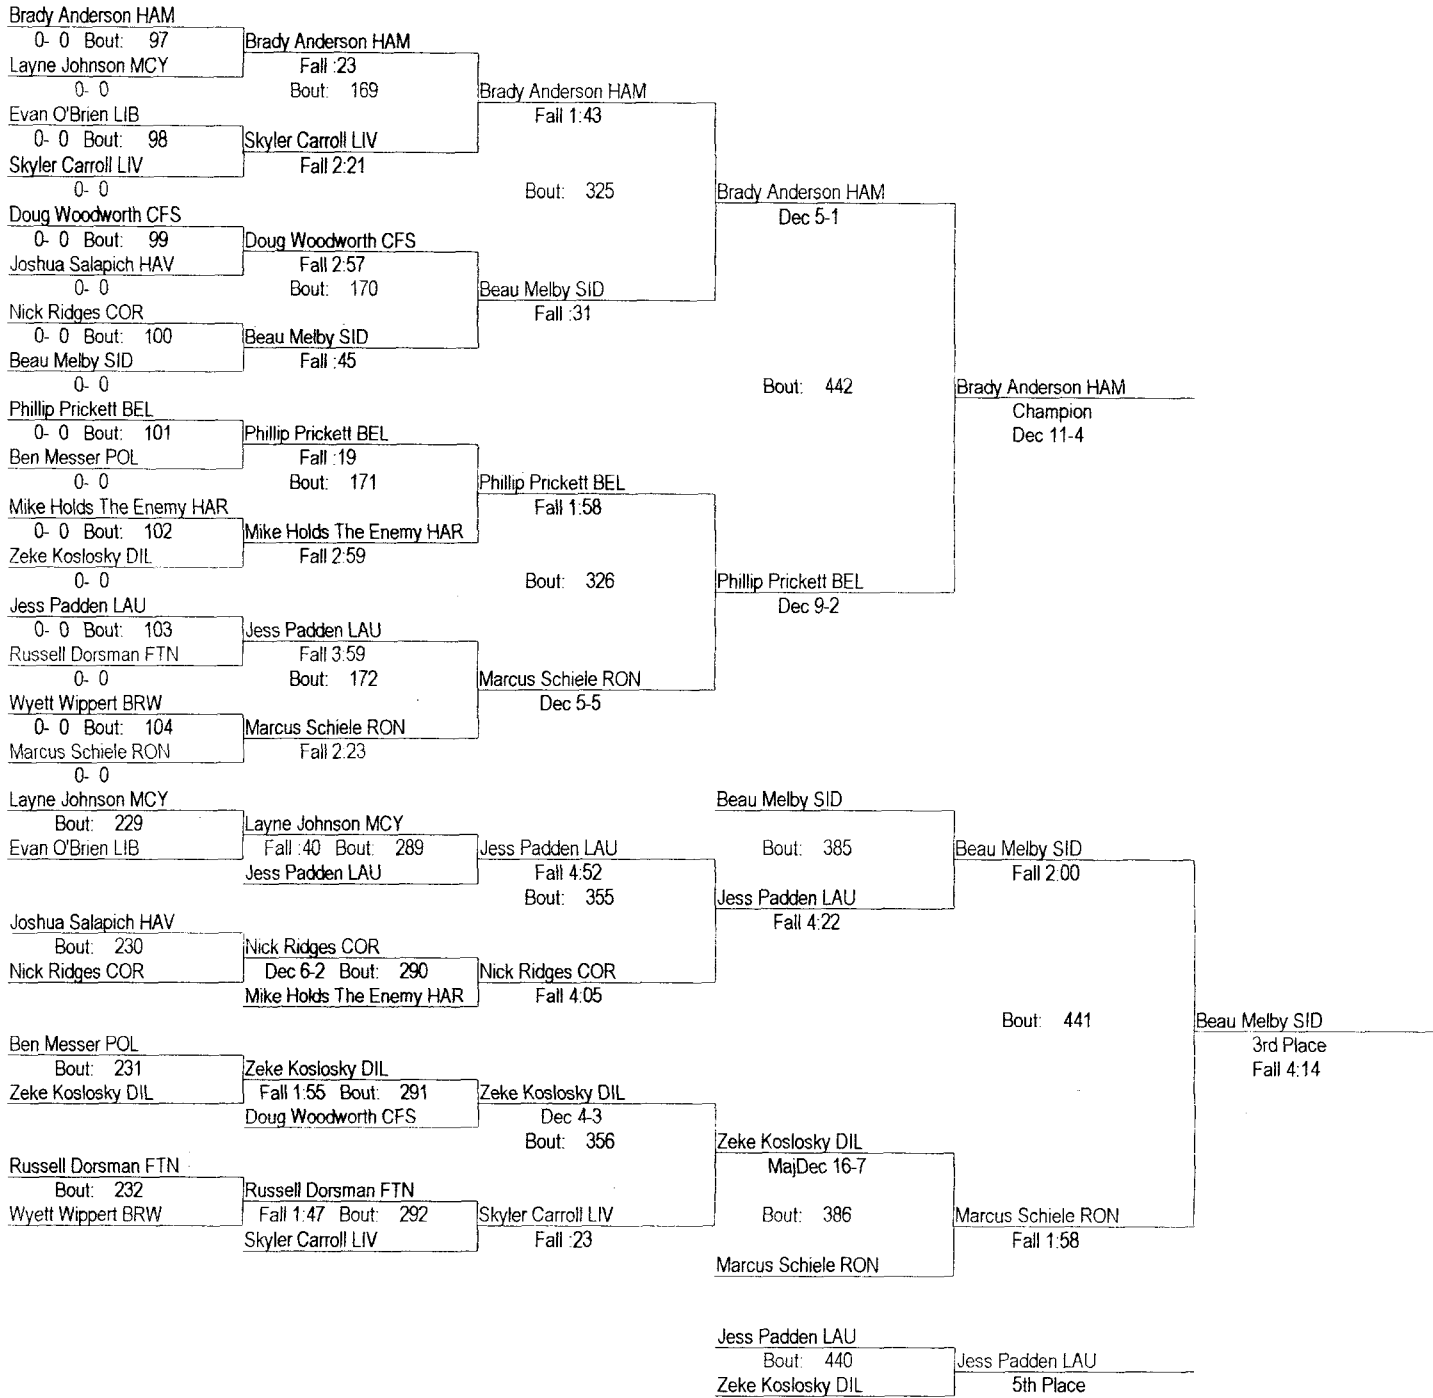 Brady Anderson HAM
0- 0 Bout: 97
Layne Johnson MCY
0- 0
Evan O'Brien LIB
0- 0 Bout: 98
Skyler Carroll LIV
0- 0
Doug Woodworth CFS
0- 0 Bout: 99
Joshua Salapich HAV
0- 0
Nick Ridges COR
0- 0 Bout: 100
Beau Melby SID
0- 0
Phillip Prickett BEL
0- 0 Bout: 101
Ben Messer POL
0- 0
Mike Holds The Enemy HAR
0- 0 Bout: 102
Zeke Koslosky DIL
0- 0
Jess Padden LAU
0- 0 Bout: 103
Russell Dorsman FTN
0- 0
Wyett Wippert BRW
0- 0 Bout: 104
Marcus Schiele RON
0- 0
Brady Anderson HAM
Fall :23
Bout: 169
Skyler Carroll LIV
Fall 2:21
Doug Woodworth CFS
Fall 2:57
Bout: 170
Beau Melby SID
Fall :45
Phillip Prickett BEL
Fall :19
Bout: 171
Mike Holds The Enemy HAR
Fall 2:59
Jess Padden LAU
Fall 3:59
Bout: 172
Marcus Schiele RON
Fall 2:23
Brady Anderson HAM
Fall 1:43
Bout: 325
Beau Melby SID
Fall :31
Phillip Prickett BEL
Fall 1:58
Bout: 326
Marcus Schiele RON
Dec 5-5
Brady Anderson HAM
Dec 5-1
Bout: 442
Phillip Prickett BEL
Dec 9-2
Brady Anderson HAM
Champion
Dec 11-4
Layne Johnson MCY
Bout: 229
Evan O'Brien LIB
Joshua Salapich HAV
Bout: 230
Nick Ridges COR
Ben Messer POL
Bout: 231
Zeke Koslosky DIL
Russell Dorsman FTN
Bout: 232
Wyett Wippert BRW
Layne Johnson MCY
Fall :40 Bout: 289
Jess Padden LAU
Nick Ridges COR
Dec 6-2 Bout: 290
Mike Holds The Enemy HAR
Zeke Koslosky DIL
Fall 1:55 Bout: 291
Doug Woodworth CFS
Russell Dorsman FTN
Fall 1:47 Bout: 292
Skyler Carroll LIV
Jess Padden LAU
Fall 4:52
Bout: 355
Nick Ridges COR
Fall 4:05
Zeke Koslosky DIL
Dec 4-3
Bout: 356
Skyler Carroll LIV
Fall :23
Beau Melby SID
Bout: 385
Jess Padden LAU
Fall 4:22
Zeke Koslosky DIL
MajDec 16-7
Bout: 386
Marcus Schiele RON
Beau Melby SID
Fall 2:00
Bout: 441
Marcus Schiele RON
Fall 1:58
Beau Melby SID
3rd Place
Fall 4:14
Jess Padden LAU
Bout: 440
Zeke Koslosky DIL
Jess Padden LAU
5th Place